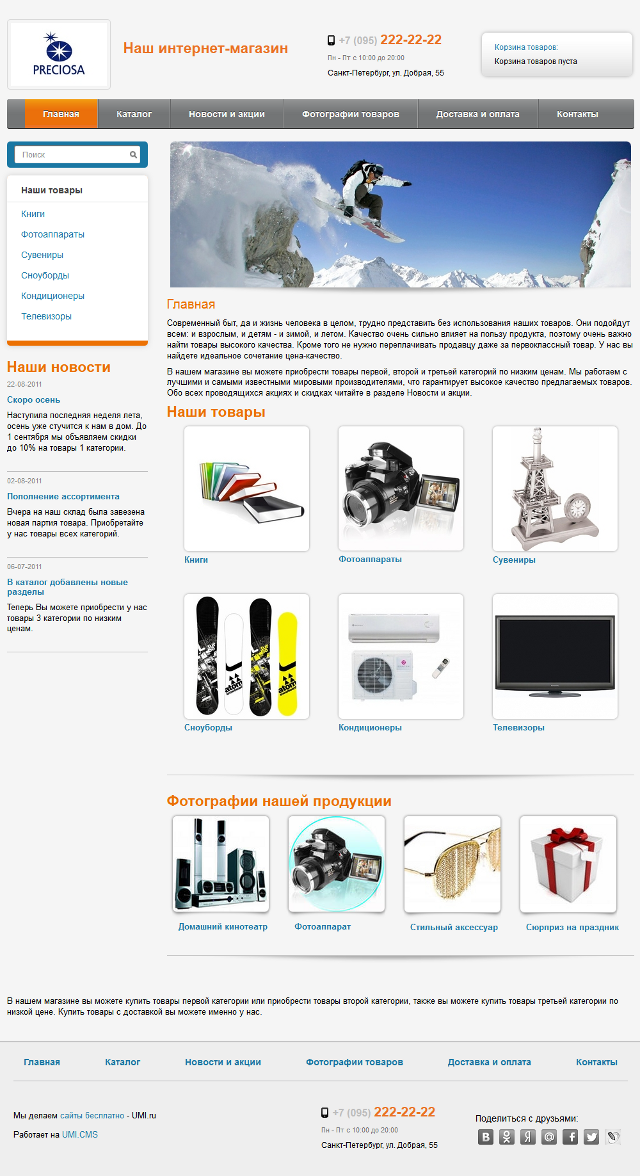 PRECIOSA
Наш интернет-магазин
+7 (095) 222-22-22
Пн - Пт с 10:00 до 20:00
Санкт-Петербург, ул. Добрая, 55
Корзина товаров:
Корзина товаров пуста
Главная
Каталог
Новости и акции
Фотографии товаров
Доставка и оплата
Контакты
Поиск
Наши товары
Книги
Фотоаппараты
Сувениры
Сноуборды
Кондиционеры
Телевизоры
Наши новости
22-08-2011
Скоро осень
Наступила последняя неделя лета,
осень уже стучится к нам в дом. До
1 сентября мы объявляем скидки
до 10% на товары 1 категории.
02-08-2011
Пополнение ассортимента
Вчера на наш склад была завезена
новая партия товара. Приобретайте
у нас товары всех категорий.
06-07-2011
В каталог добавлены новые
разделы
Теперь Вы можете приобрести у нас
товары 3 категории по низким
ценам.
Главная
Современный быт, да и жизнь человека в целом, трудно представить без использования наших товаров. Они подойдут
всем: и взрослым, и детям - и зимой, и летом. Качество очень сильно влияет на пользу продукта, поэтому очень важно
найти товары высокого качества. Кроме того не нужно переплачивать продавцу даже за первоклассный товар. У нас вы
найдете идеальное сочетание цена-качество.
В нашем магазине вы можете приобрести товары первой, второй и третьей категорий по низким ценам. Мы работаем с
лучшими и самыми известными мировыми производителями, что гарантирует высокое качество предлагаемых товаров.
Обо всех проводящихся акциях и скидках читайте в разделе Новости и акции.
Наши товары
Книги
Фотоаппараты
Сувениры
atom
atom
Сноуборды
Кондиционеры
Телевизоры
Фотографии нашей продукции
Домашний кинотеатр
Фотоаппарат
Стильный аксессуар
Сюрприз на праздник
В нашем магазине вы можете купить товары первой категории или приобрести товары второй категории, также вы можете купить товары третьей категории по
низкой цене. Купить товары с доставкой вы можете именно у нас.
Главная
Каталог
Новости и акции
Фотографии товаров
Доставка и оплата
Контакты
Мы делаем сайты бесплатно - UMI.ru
Работает на UMI.CMS
+7 (095) 222-22-22
Пн - Пт с 10:00 до 20:00
Санкт-Петербург, ул. Добрая, 55
Поделиться с друзьями: